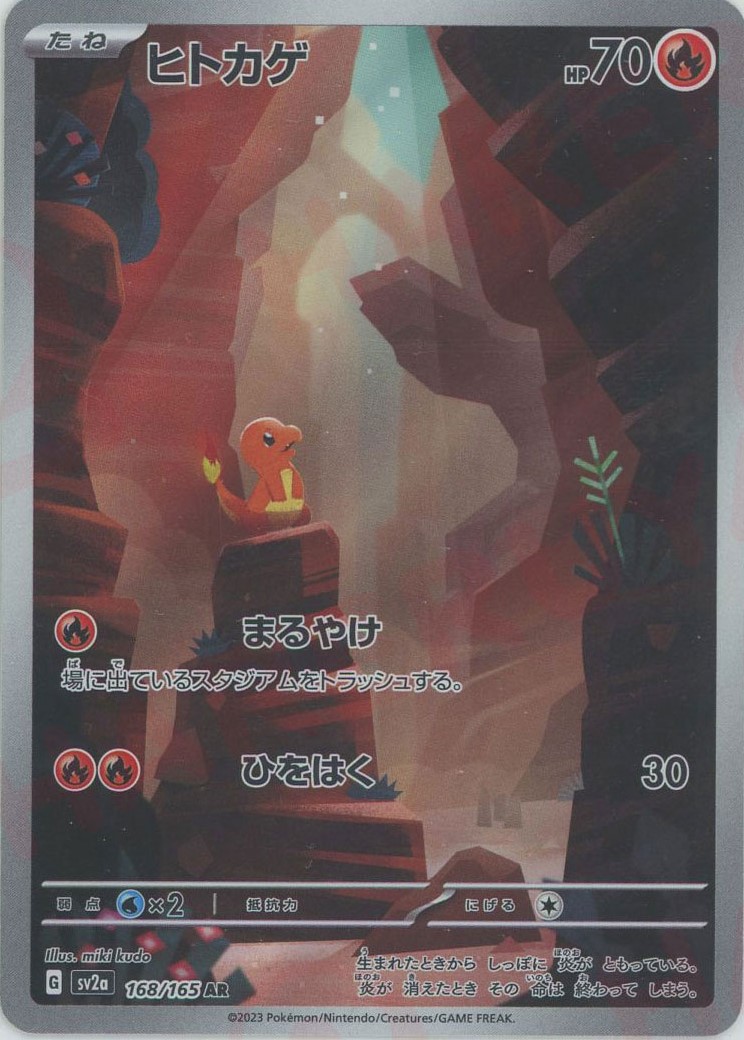 たね ヒトカゲ HP70
まるやけ
場に出ているスタジアムをトラッシュする。
ひをはく 30
弱点 ×2 抵抗力 にげる
Illus. miki kudo
生まれたときから しっぽに 炎が ともっている。
炎が 消えたとき その 命は 終わって しまう。
G sv2a 168/165 AR
©2023 Pokémon/Nintendo/Creatures/GAME FREAK.